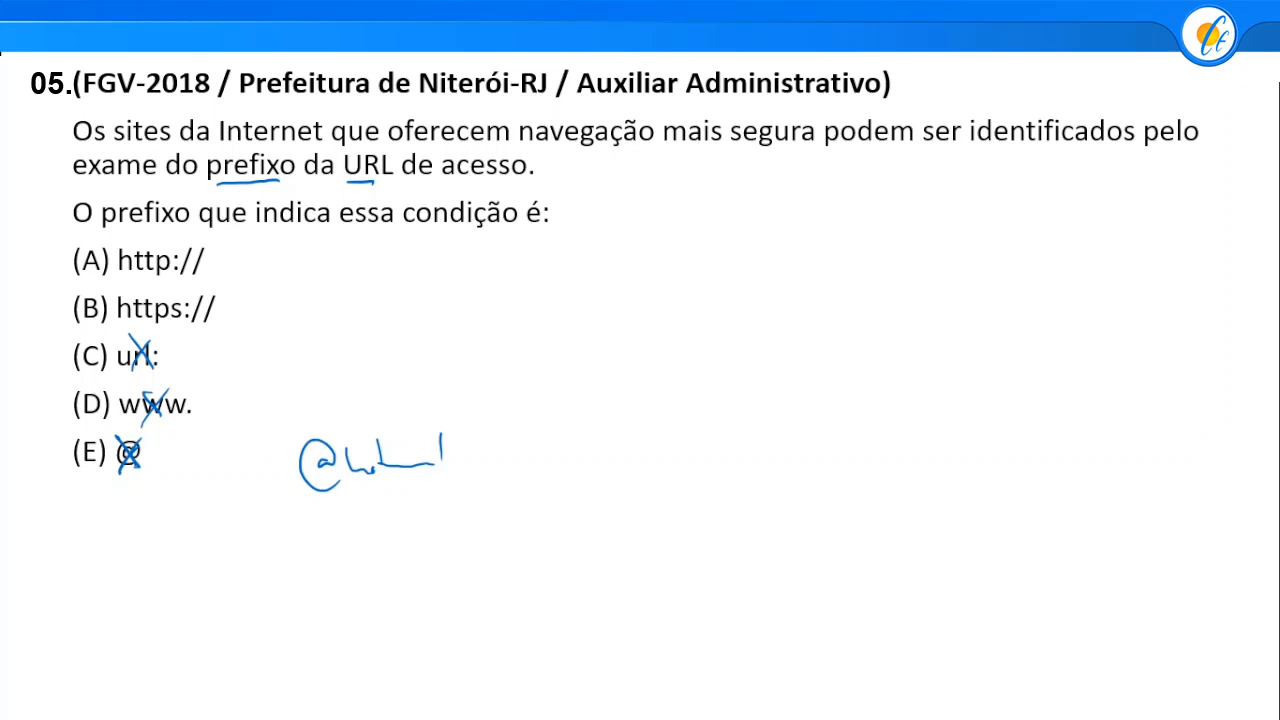 05.(FGV-2018 / Prefeitura de Niterói-RJ / Auxiliar Administrativo)
Os sites da Internet que oferecem navegação mais segura podem ser identificados pelo
exame do prefixo da URL de acesso.
O prefixo que indica essa condição é:
(A) http://
(B) https://
(C) url:
(D) www.
(E) @